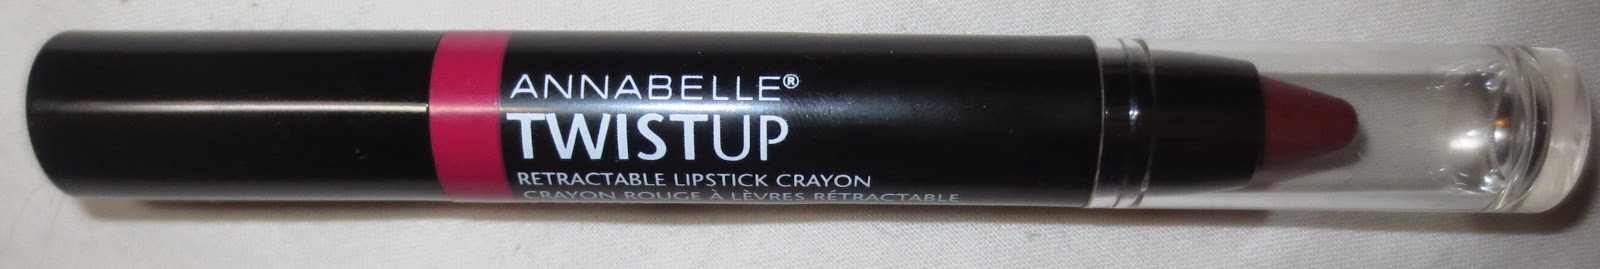 ANNABELLE®
TWISTUP
RETRACTABLE LIPSTICK CRAYON
CRAYON ROUGE À LÈVRES RÉTRACTABLE